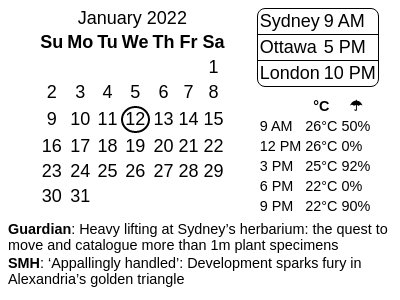 January 2022
Su Mo Tu We Th Fr Sa
1
2 3 4 5 6 7 8
9 10 11 12 13 14 15
16 17 18 19 20 21 22
23 24 25 26 27 28 29
30 31
Sydney 9 AM
Ottawa 5 PM
London 10 PM
°C ☂
9 AM 26°C 50%
12 PM 26°C 0%
3 PM 25°C 92%
6 PM 22°C 0%
9 PM 22°C 90%
Guardian: Heavy lifting at Sydney’s herbarium: the quest to
move and catalogue more than 1m plant specimens
SMH: ‘Appallingly handled’: Development sparks fury in
Alexandria’s golden triangle